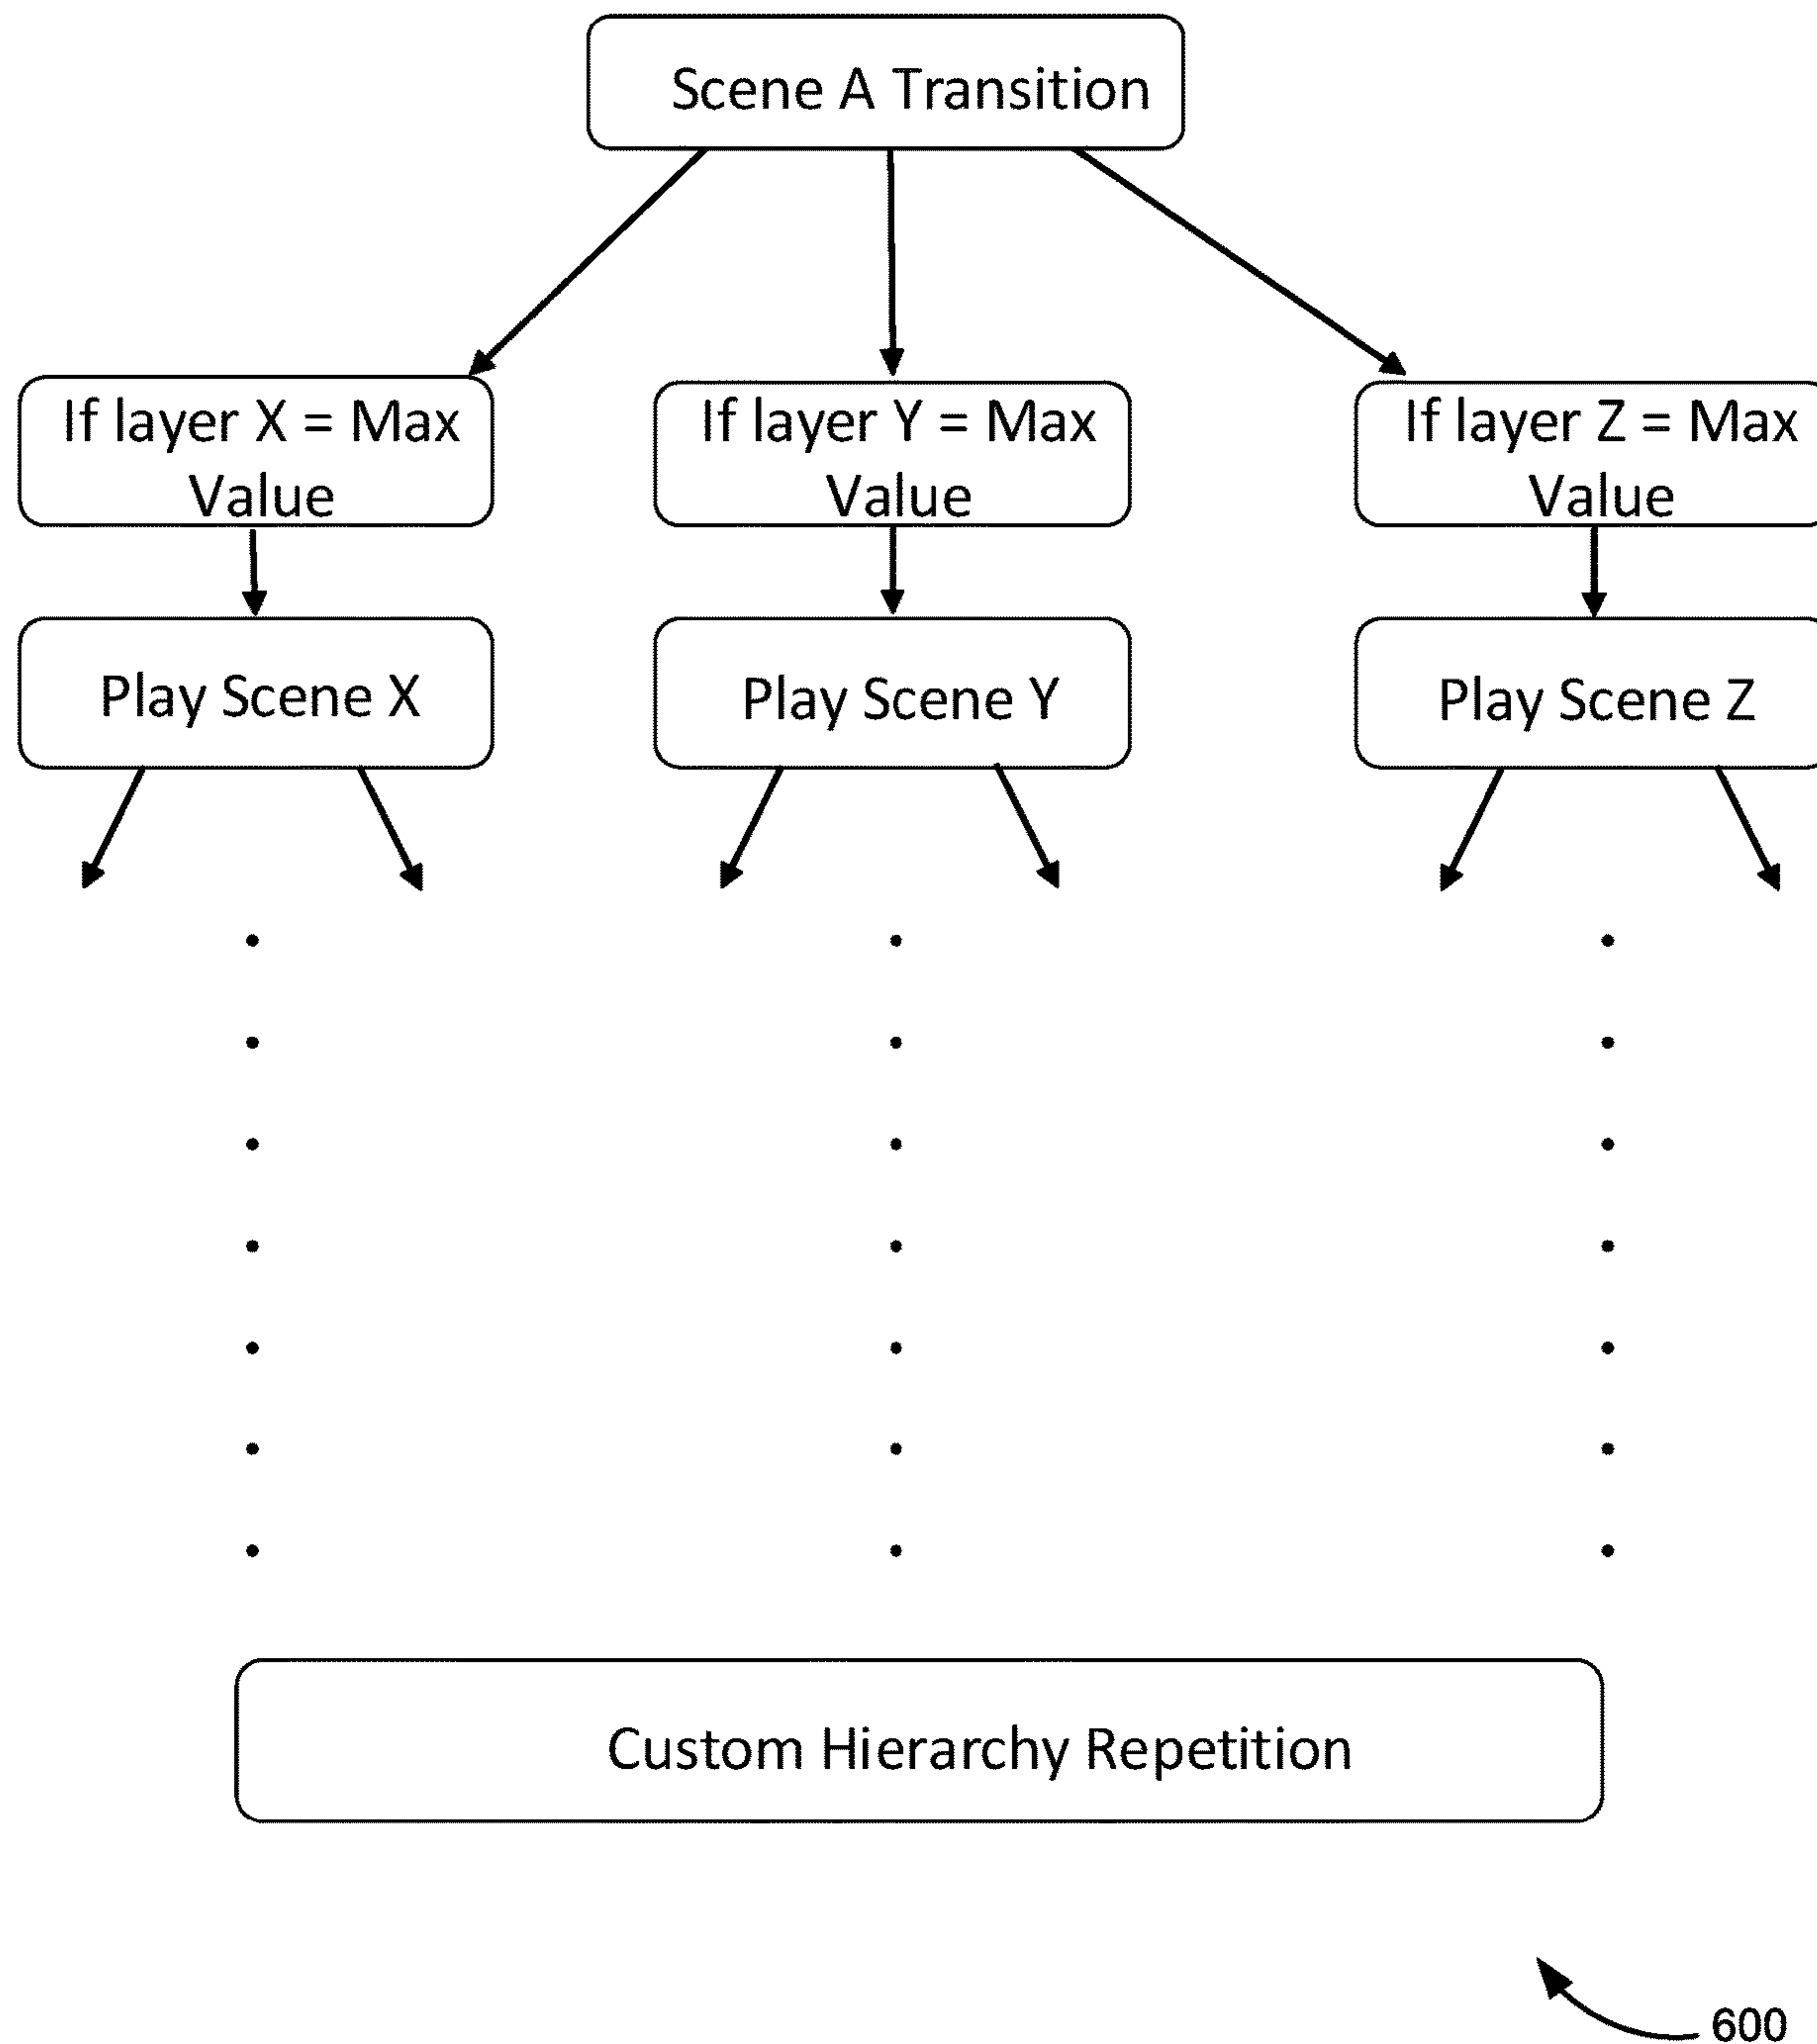 Scene A Transition
If layer X = Max
Value
If layer Y = Max
Value
If layer Z = Max
Value
Play Scene X
Play Scene Y
Play Scene Z
Custom Hierarchy Repetition
600